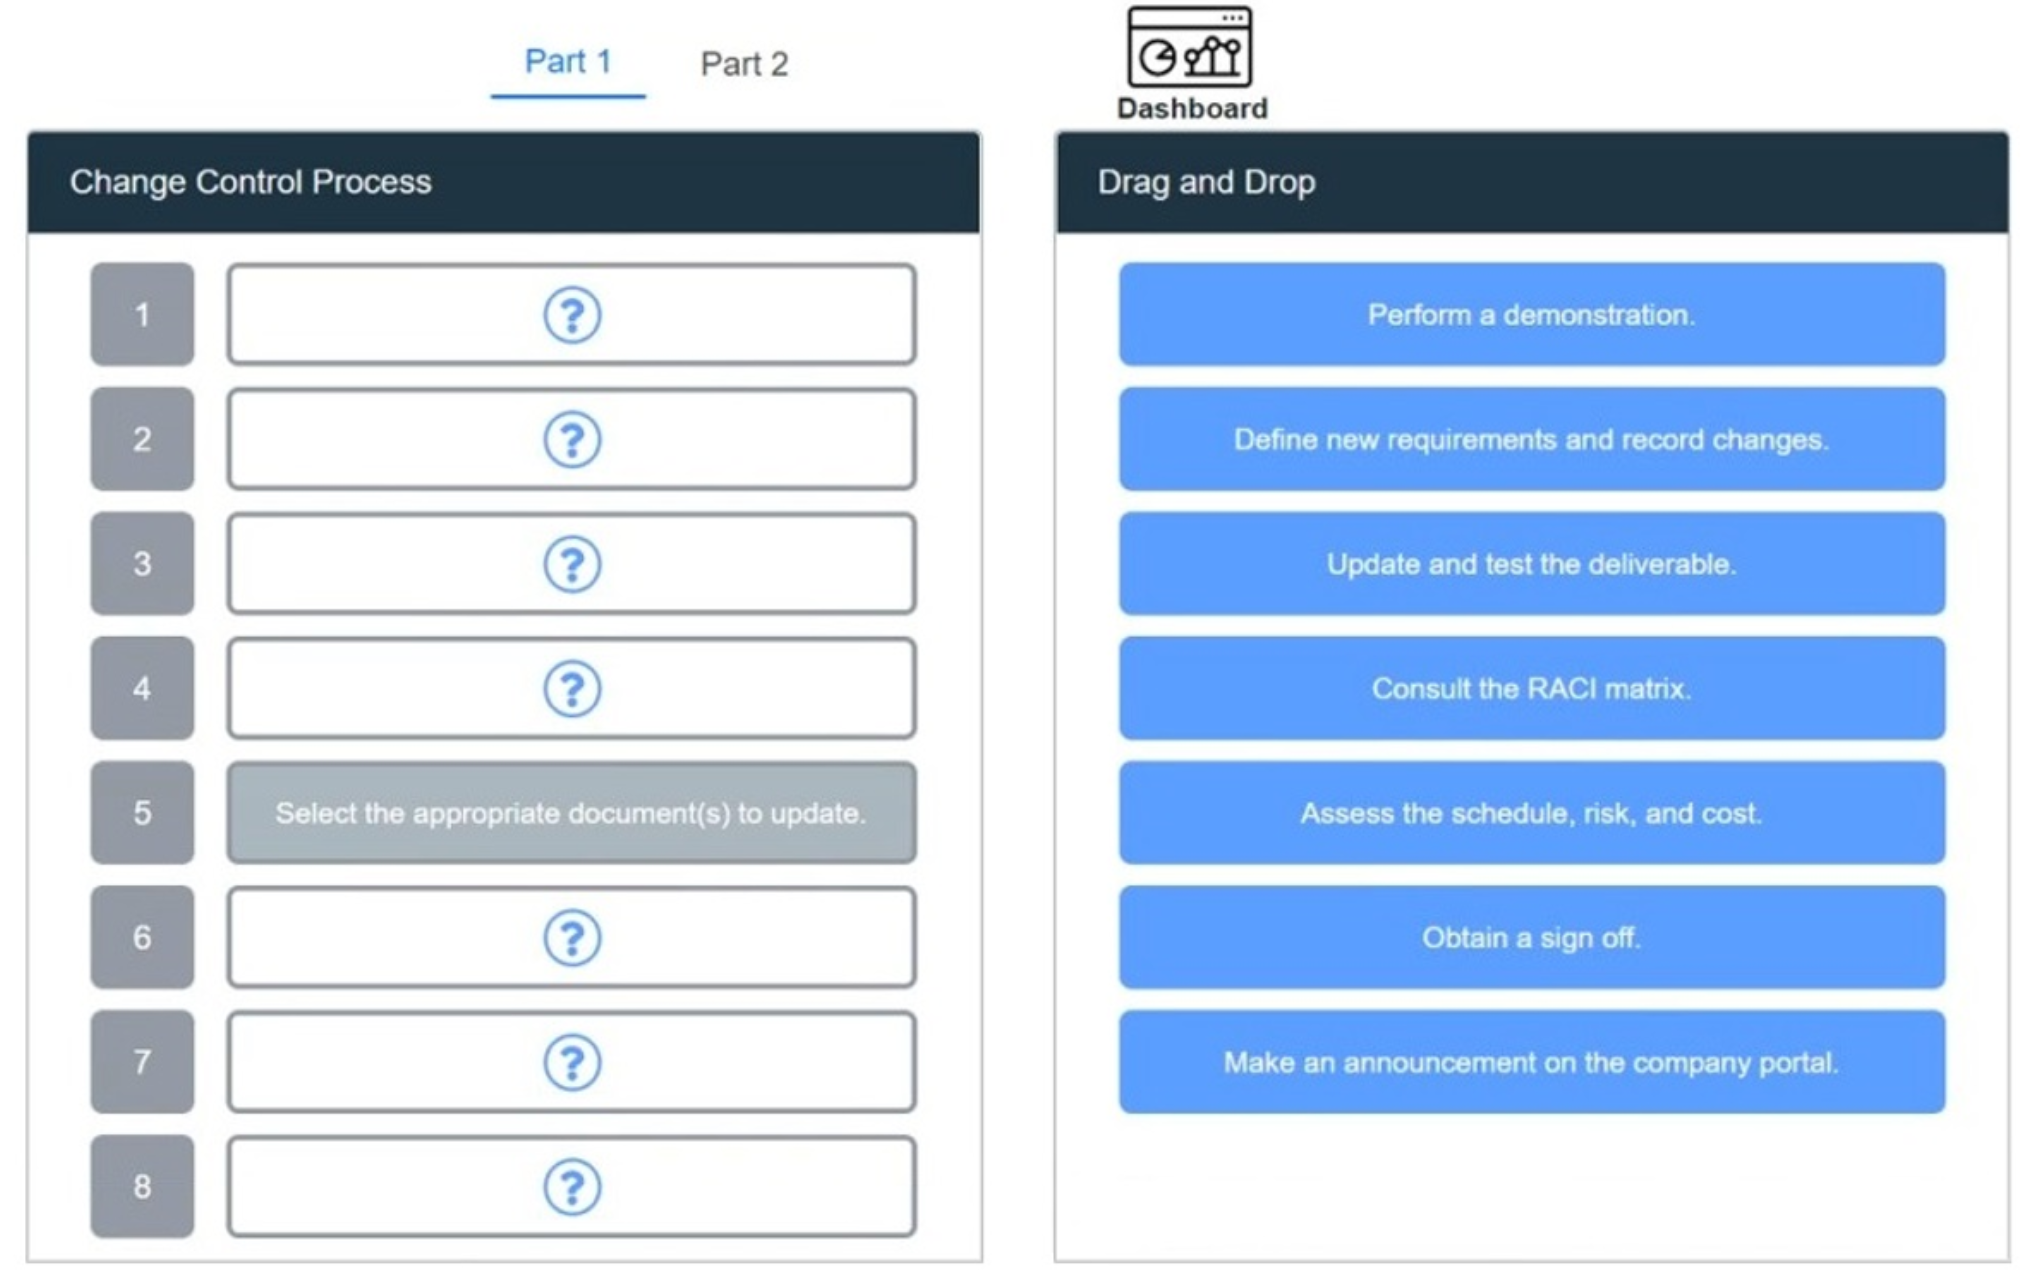 Part 1
Part 2
Dashboard
Change Control Process
1
?
2
?
3
?
4
?
5
Select the appropriate document(s) to update.
6
?
7
?
8
?
Drag and Drop
Perform a demonstration.
Define new requirements and record changes.
Update and test the deliverable.
Consult the RACI matrix.
Assess the schedule, risk, and cost.
Obtain a sign off.
Make an announcement on the company portal.